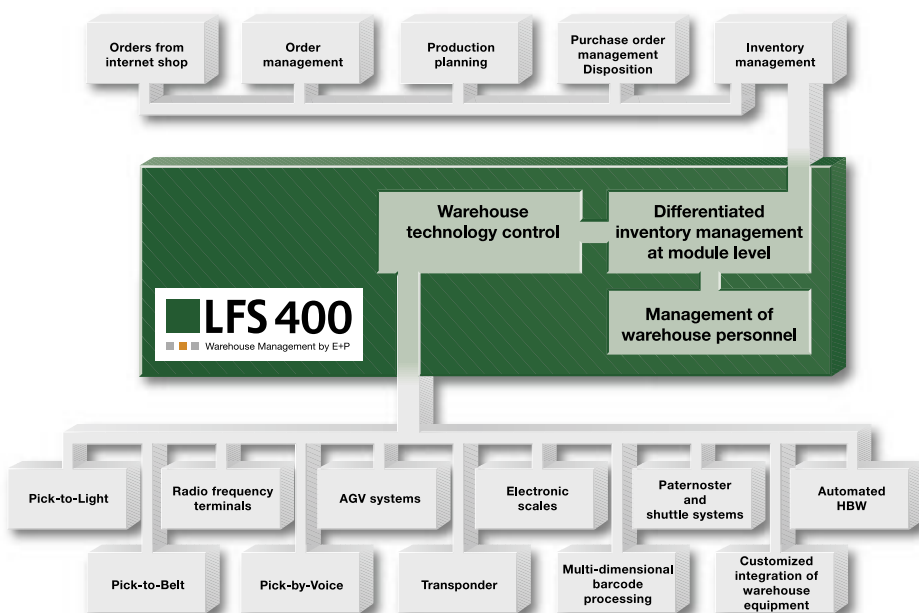 Orders from
internet shop
Order
management
Production
planning
Purchase order
management
Disposition
Inventory
management
Warehouse
technology control
Differentiated
inventory management
at module level
Management of
warehouse personnel
LFS 400
Warehouse Management by E+P
Pick-to-Light
Radio frequency
terminals
AGV systems
Electronic
scales
Paternoster
and
shuttle systems
Automated
HBW
Pick-to-Belt
Pick-by-Voice
Transponder
Multi-dimensional
barcode
processing
Customized
integration of
warehouse
equipment